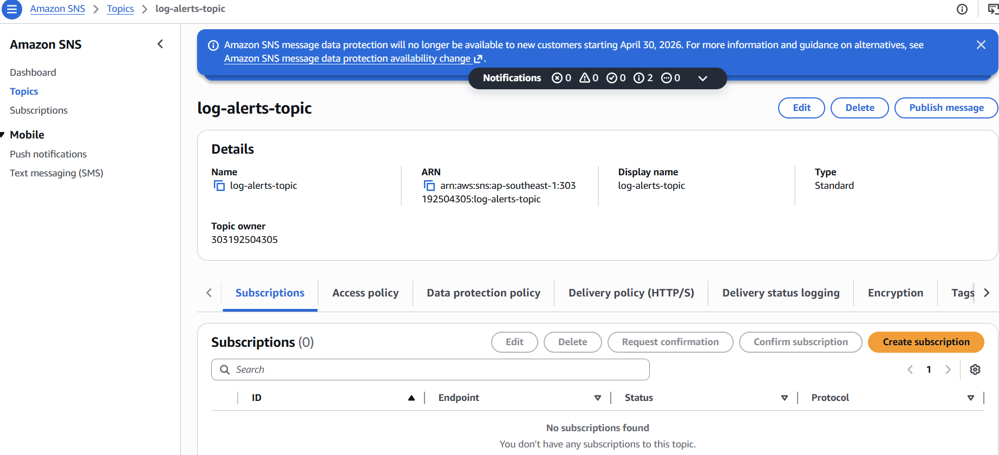 Amazon SNS > Topics > log-alerts-topic
Amazon SNS
Dashboard
Topics
Subscriptions
Mobile
Push notifications
Text messaging (SMS)
Amazon SNS message data protection will no longer be available to new customers starting April 30, 2026. For more information and guidance on alternatives, see
Amazon SNS message data protection availability change .
Notifications 0 0 0 2 0
log-alerts-topic
Edit Delete Publish message
Details
Name
log-alerts-topic
ARN
arn:aws:sns:ap-southeast-1:303
192504305:log-alerts-topic
Display name
log-alerts-topic
Type
Standard
Topic owner
303192504305
Subscriptions Access policy Data protection policy Delivery policy (HTTP/S) Delivery status logging Encryption Tags
Subscriptions (0)
Edit Delete Request confirmation Confirm subscription Create subscription
Search
1
ID Endpoint Status Protocol
No subscriptions found
You don't have any subscriptions to this topic.